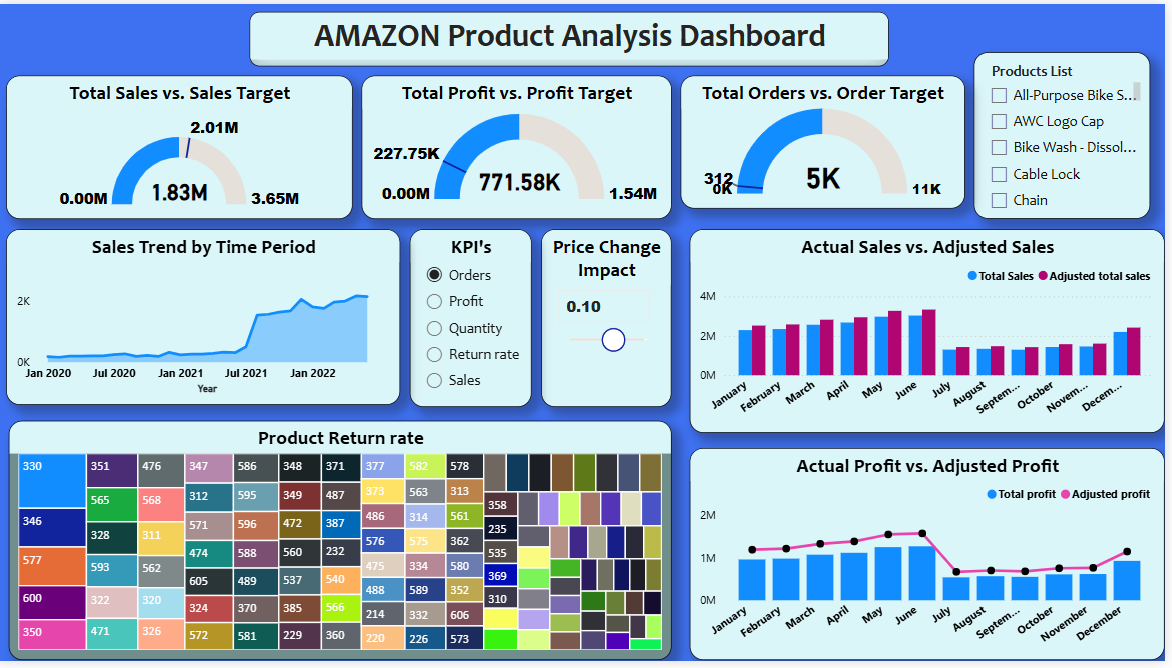 AMAZON Product Analysis Dashboard
Total Sales vs. Sales Target
2.01M
0.00M
1.83M
3.65M
Total Profit vs. Profit Target
227.75K
0.00M
771.58K
1.54M
Total Orders vs. Order Target
312
0K
5K
11K
Products List
All-Purpose Bike S...
AWC Logo Cap
Bike Wash - Dissol...
Cable Lock
Chain
Sales Trend by Time Period
2K
0K
Jan 2020 Jul 2020 Jan 2021 Jul 2021 Jan 2022
Year
KPI's
Orders
Profit
Quantity
Return rate
Sales
Price Change
Impact
0.10
Actual Sales vs. Adjusted Sales
Total Sales Adjusted total sales
4M
2M
0M
January February March April May June July August Septem... October Novem... Decem...
Product Return rate
330 351 476 347 586 348 371 377 582 578
565 568 312 595 349 487 373 563 313 358
346 328 311 571 596 472 387 486 314 561 235
577 593 562 474 588 560 232 576 575 362 535
600 322 320 605 489 537 540 475 334 580 369
350 471 326 324 370 385 566 488 589 352 310
572 581 229 360 214 332 606
220 226 573
Actual Profit vs. Adjusted Profit
Total profit Adjusted profit
2M
1M
0M
January February March April May June July August September October November December